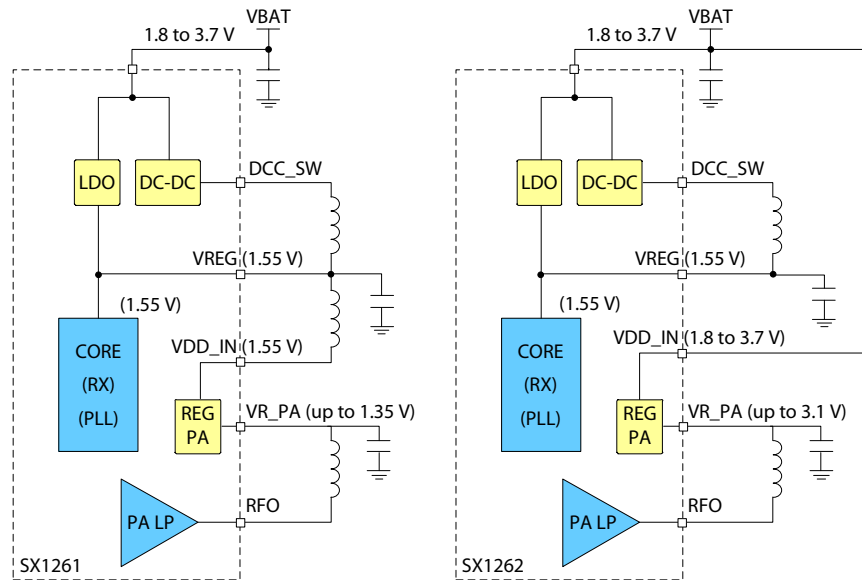 VBAT
1.8 to 3.7 V
LDO
DC-DC
DCC_SW
VREG (1.55 V)
(1.55 V)
CORE
(RX)
(PLL)
VDD_IN (1.55 V)
REG
PA
VR_PA (up to 1.35 V)
PA LP
RFO
SX1261
VBAT
1.8 to 3.7 V
LDO
DC-DC
DCC_SW
VREG (1.55 V)
(1.55 V)
CORE
(RX)
(PLL)
VDD_IN (1.8 to 3.7 V)
REG
PA
VR_PA (up to 3.1 V)
PA LP
RFO
SX1262